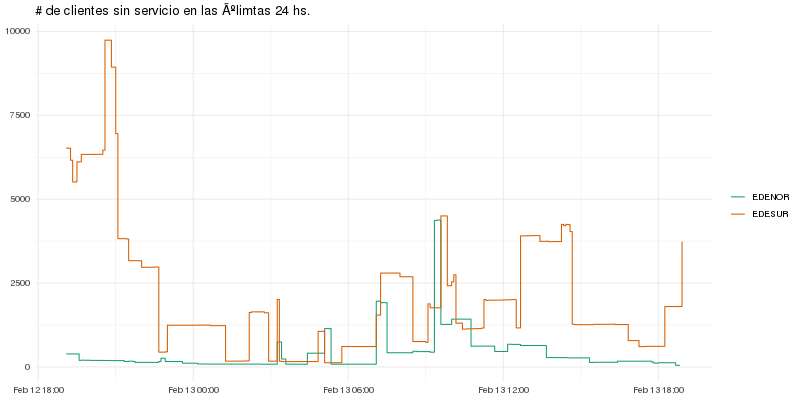 # de clientes sin servicio en las Ãºlimtas 24 hs.
10000
7500
5000
2500
0
Feb 12 18:00 Feb 13 00:00 Feb 13 06:00 Feb 13 12:00 Feb 13 18:00
EDENOR
EDESUR